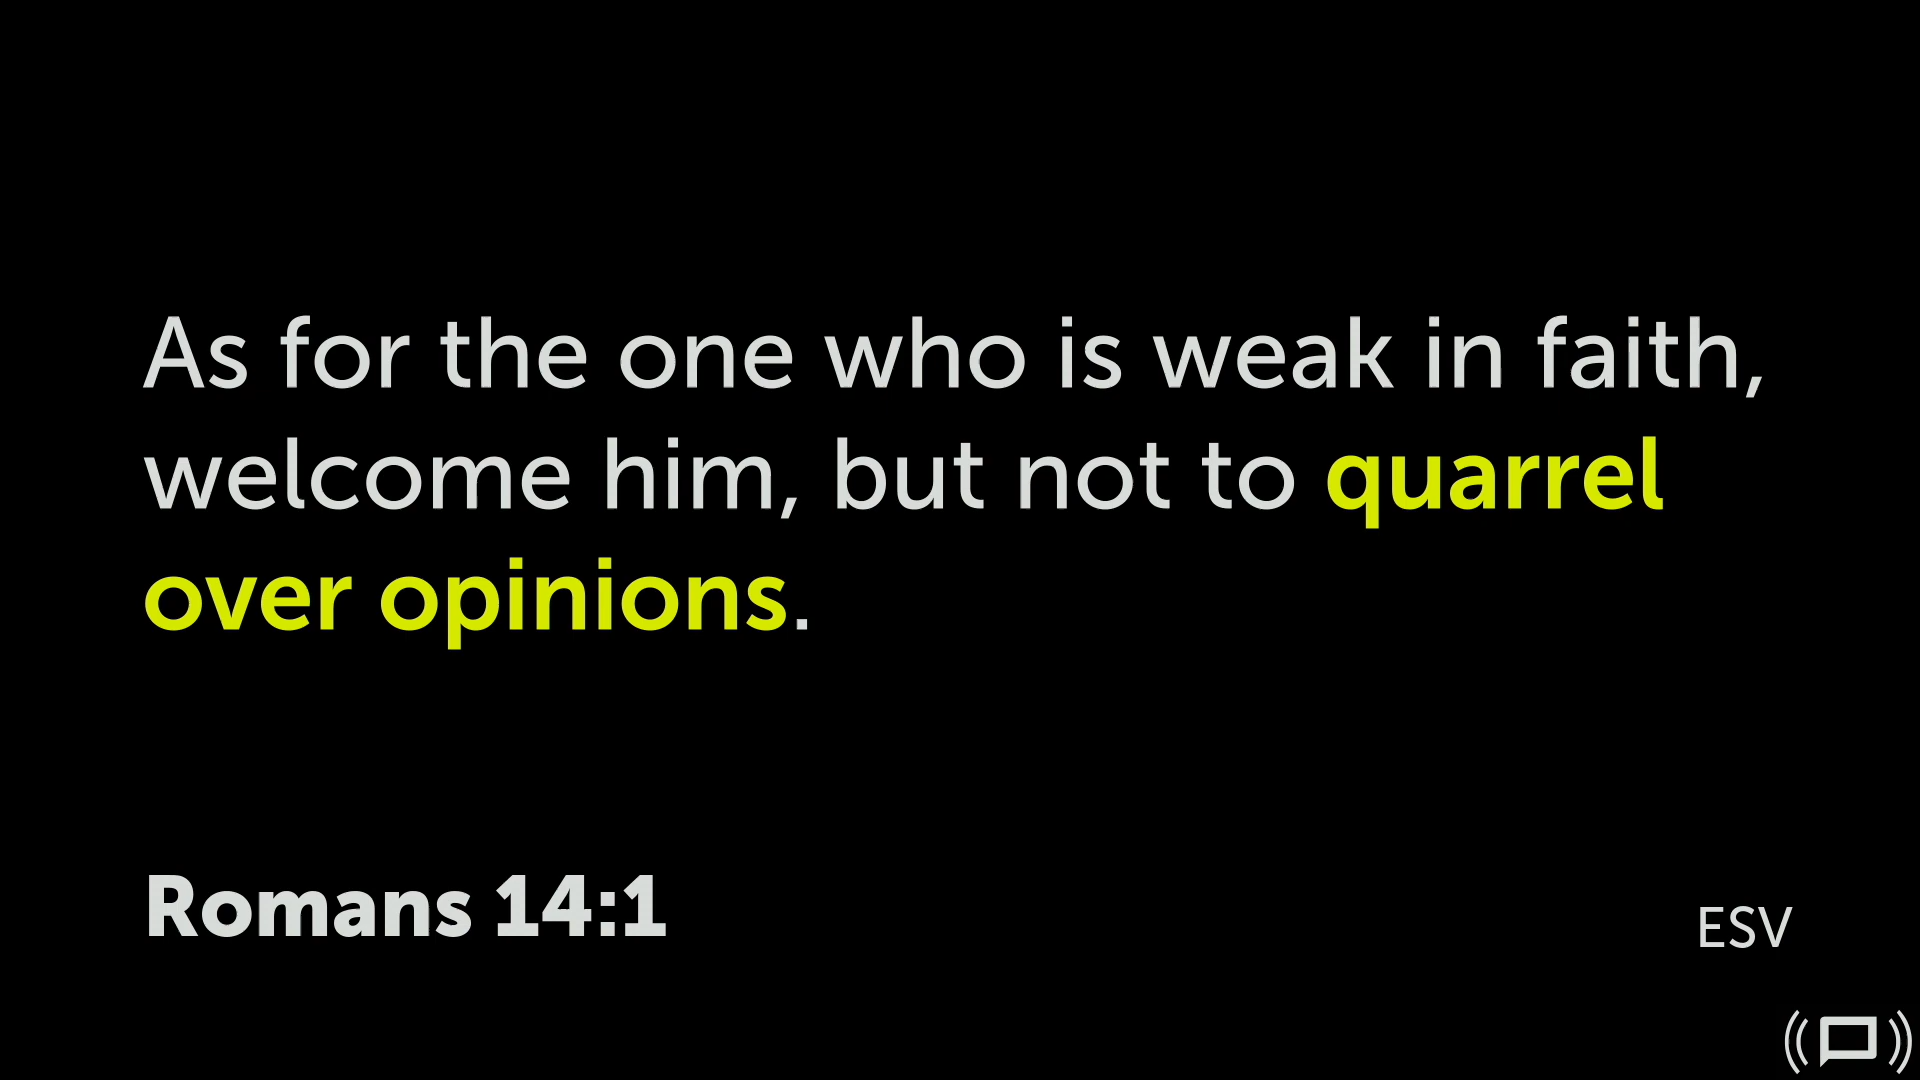 As for the one who is weak in faith,
welcome him, but not to quarrel
over opinions.
Romans 14:1
ESV